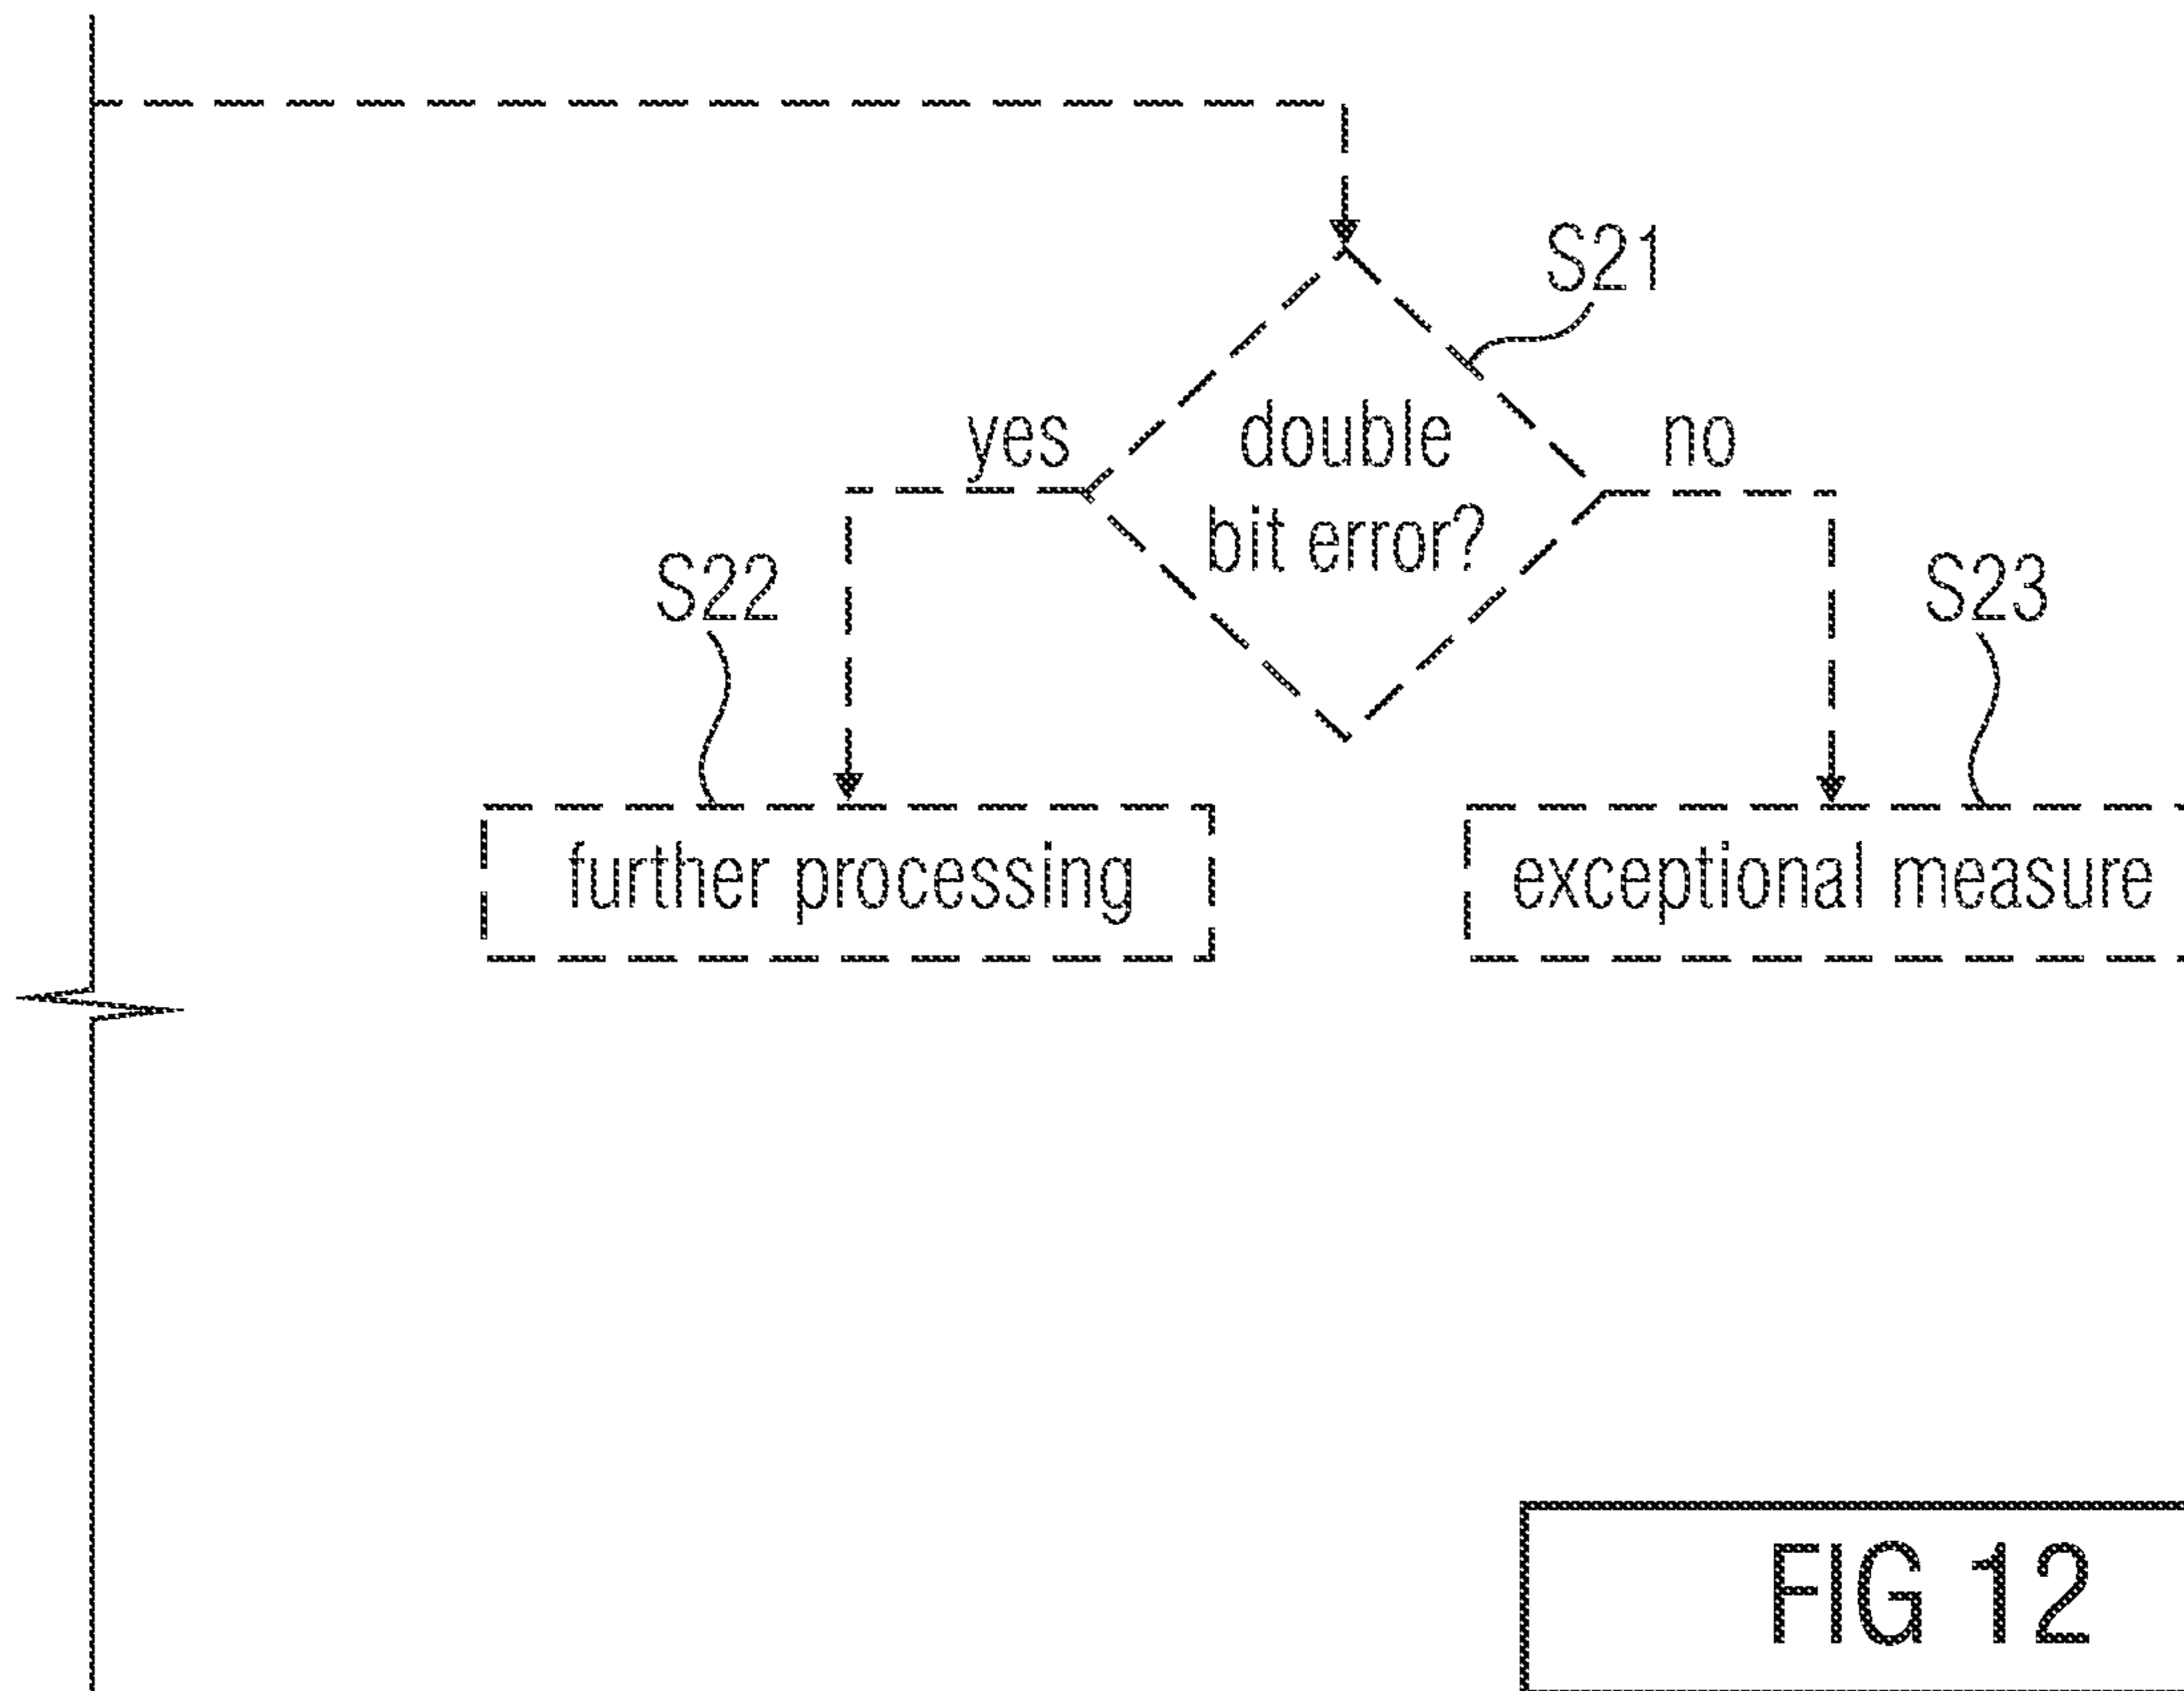 S21
yes
double
bit error?
no
S22
S23
further processing
exceptional measure
FIG 12